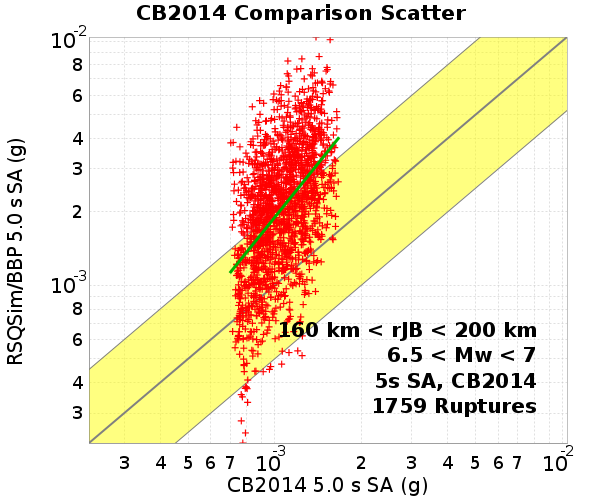 CB2014 Comparison Scatter
RSQSim/BBP 5.0 s SA (g)
10-2
8
6
4
3
2
10-3
8
6
4
3
160 km < rJB < 200 km
6.5 < Mw < 7
5s SA, CB2014
1759 Ruptures
3 4 5 6 7 10-3 2 3 4 5 6 7 10-2
CB2014 5.0 s SA (g)